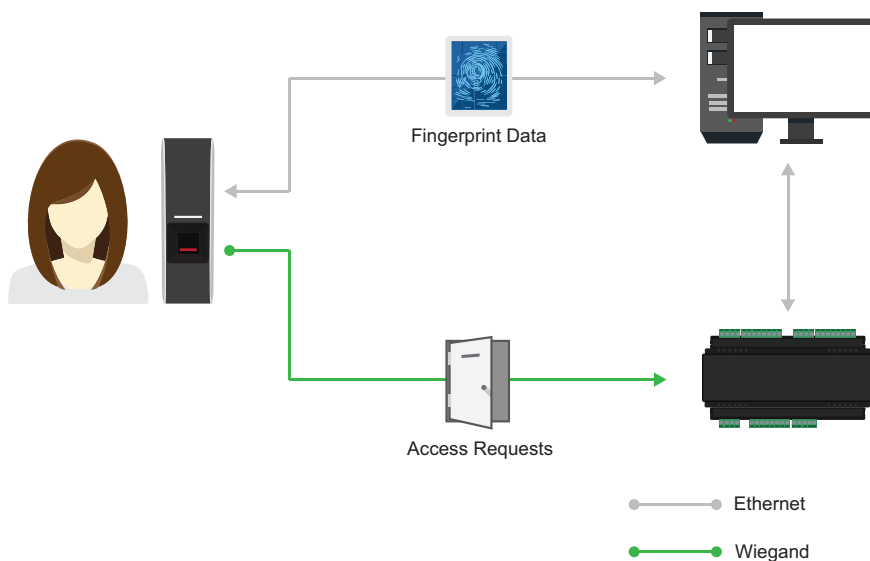 Fingerprint Data
Access Requests
Ethernet
Wiegand